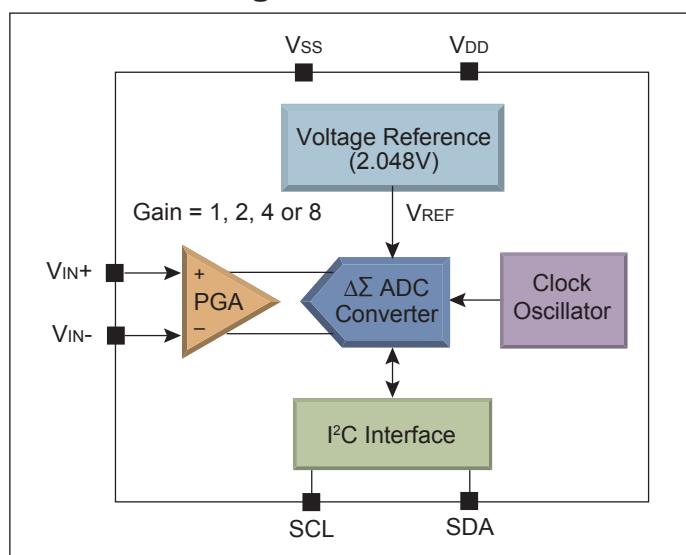 VSS
VDD
Voltage Reference
(2.048V)
Gain = 1, 2, 4 or 8
VREF
VIN+
+
PGA
–
VIN-
ΔΣ ADC
Converter
Clock
Oscillator
I²C Interface
SCL
SDA